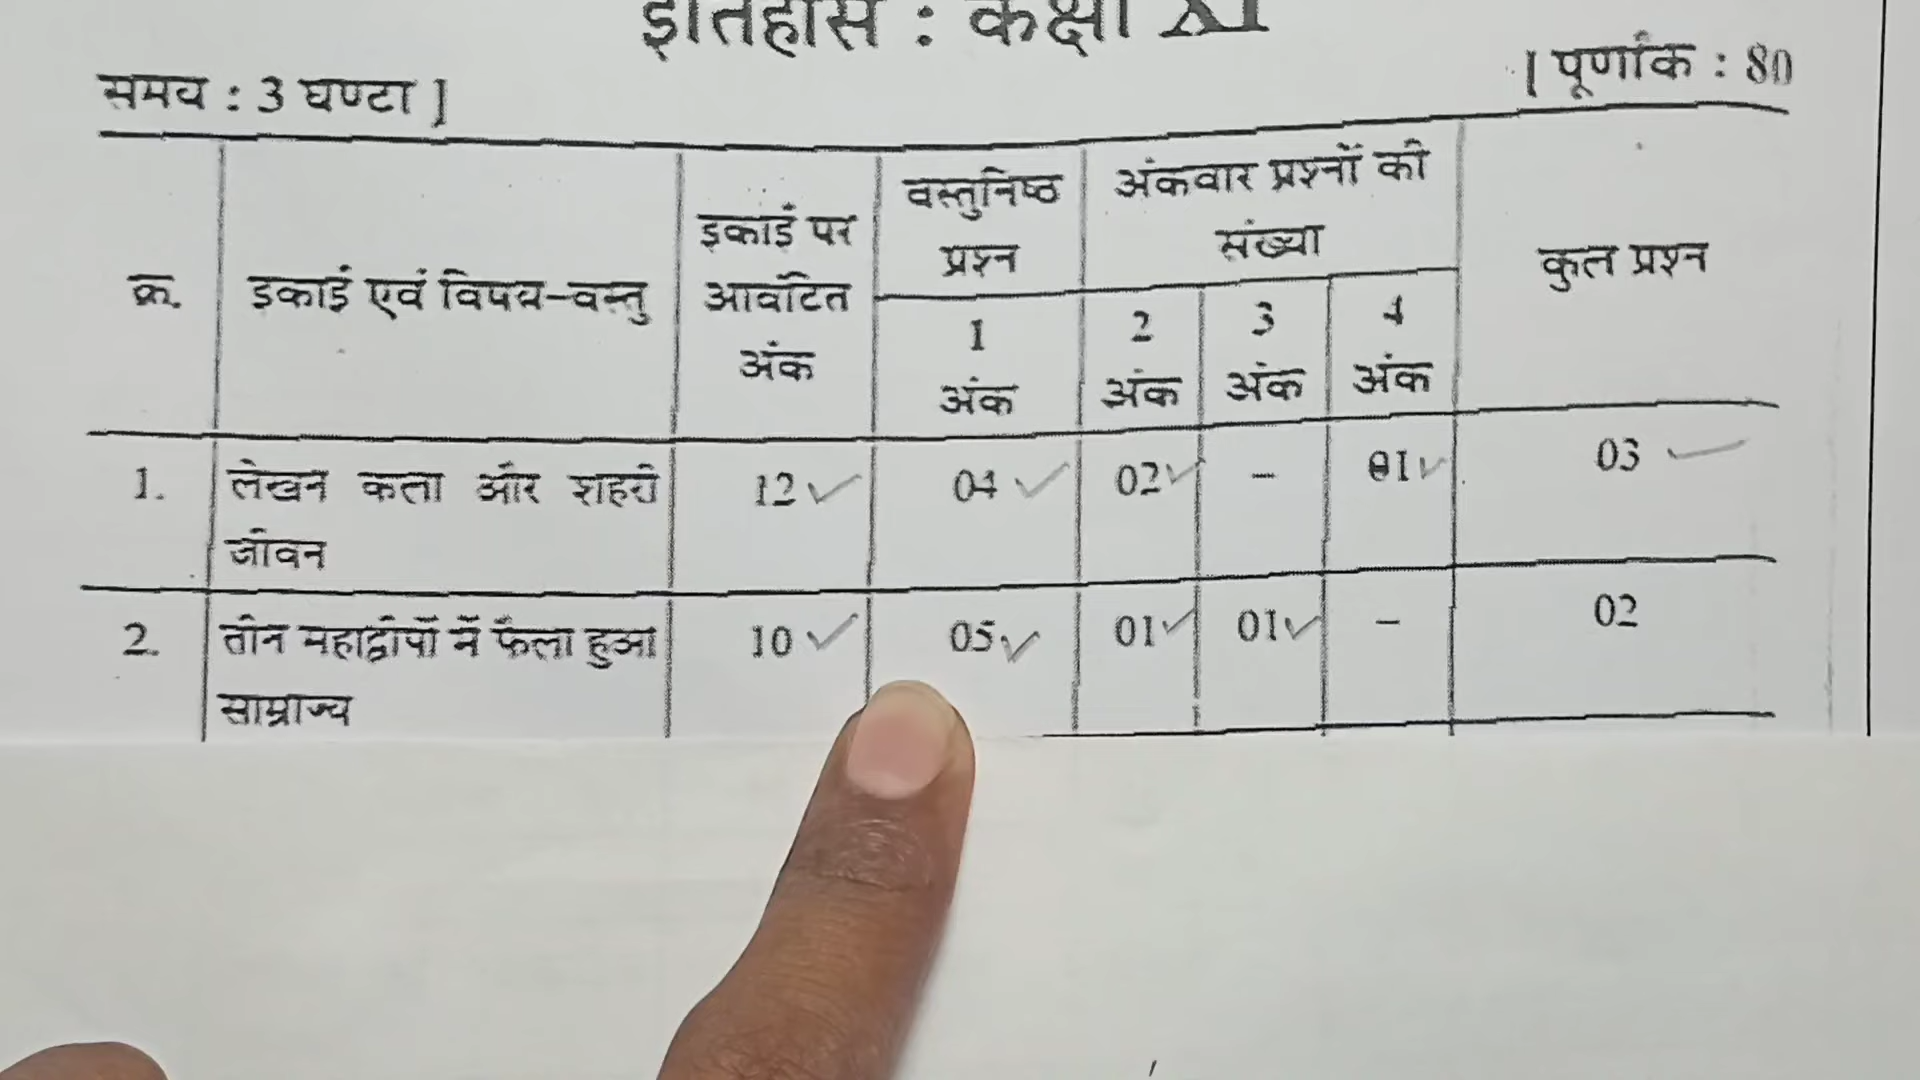 इतिहास : कक्षा XI
समय : 3 घण्टा ]
[ पूर्णांक : 80
क्र.
इकाई एवं विषय-वस्तु
इकाई पर
आवंटित
अंक
वस्तुनिष्ठ
प्रश्न
1
अंक
अंकवार प्रश्नों की
संख्या
2
अंक
3
अंक
4
अंक
कुल प्रश्न
1.
लेखन कला और शहरी
जीवन
12
04
02
–
01
03
2.
तीन महाद्वीपों में फैला हुआ
साम्राज्य
10
05
01
01
–
02